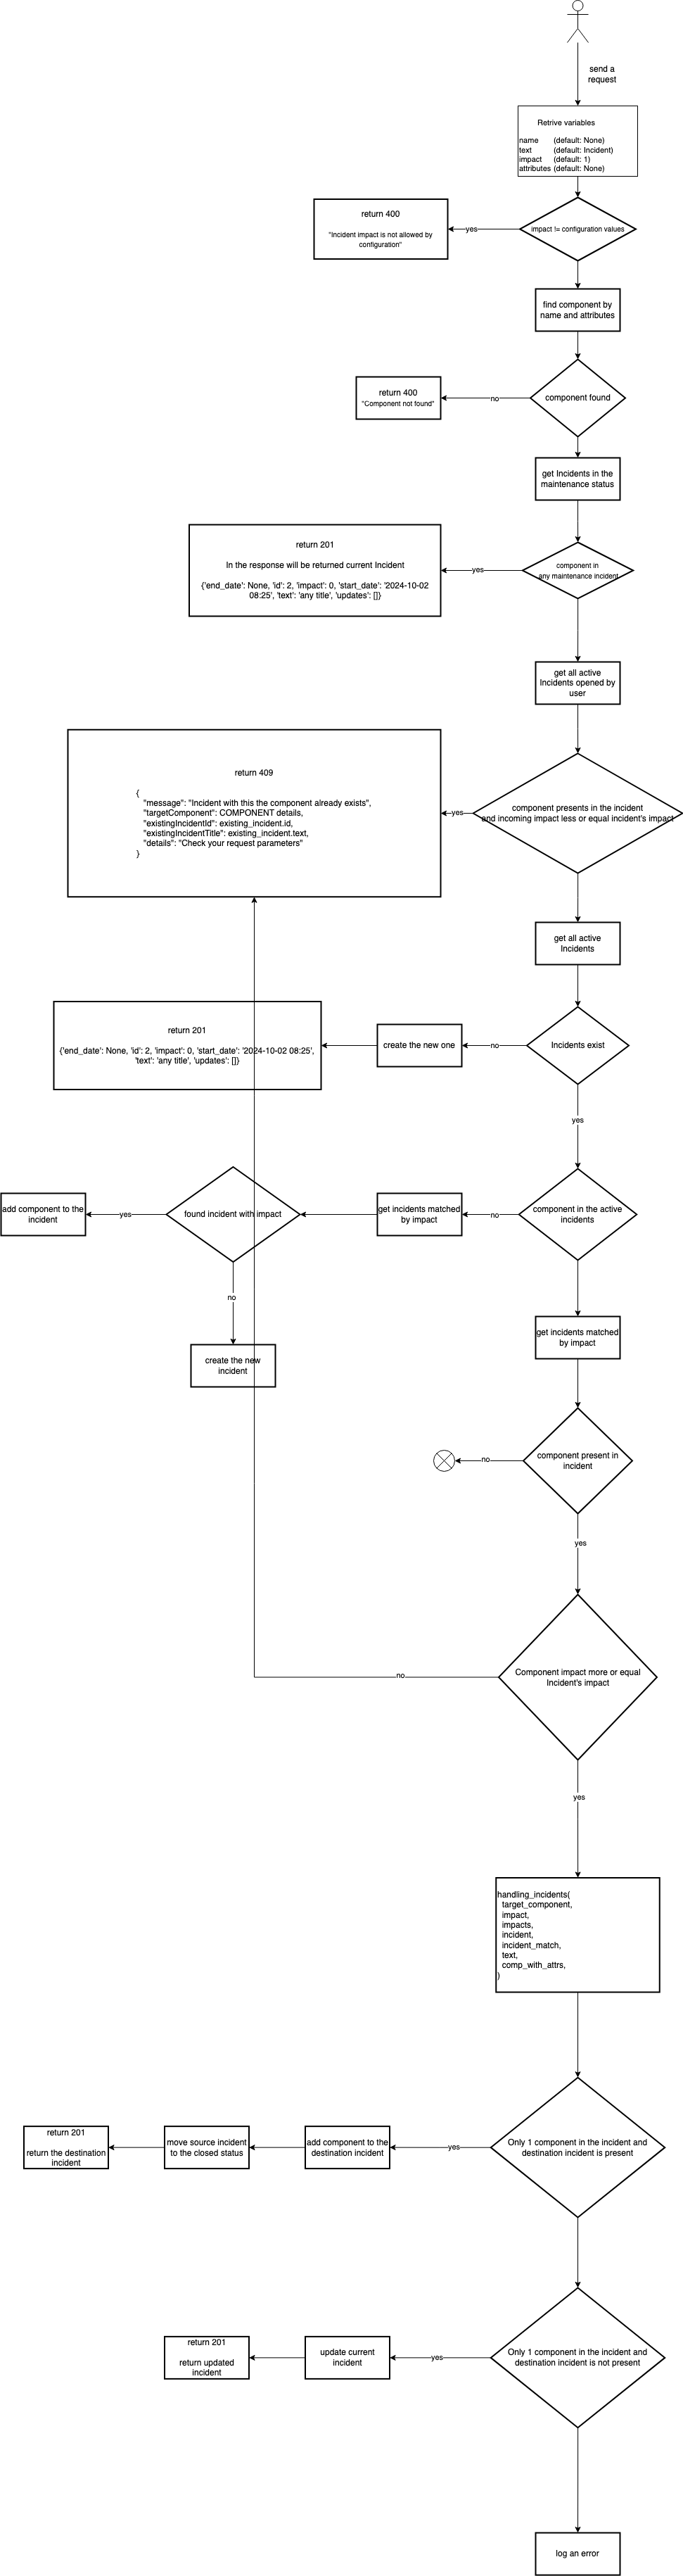 send a
request
Retrive variables
name (default: None)
text (default: Incident)
impact (default: 1)
attributes (default: None)
return 400
"Incident impact is not allowed by
configuration"
yes
impact != configuration values
find component by
name and attributes
return 400
"Component not found"
no
component found
get Incidents in the
maintenance status
return 201
In the response will be returned current Incident
{'end_date': None, 'id': 2, 'impact': 0, 'start_date': '2024-10-02
08:25', 'text': 'any title', 'updates': []}
yes
component in
any maintenance incident
get all active
Incidents opened by
user
return 409
{
"message": "Incident with this the component already exists",
"targetComponent": COMPONENT details,
"existingIncidentId": existing_incident.id,
"existingIncidentTitle": existing_incident.text,
"details": "Check your request parameters"
}
yes
component presents in the incident
and incoming impact less or equal incident's impact
get all active
Incidents
return 201
{'end_date': None, 'id': 2, 'impact': 0, 'start_date': '2024-10-02 08:25',
'text': 'any title', 'updates': []}
create the new one
no
Incidents exist
yes
add component to the
incident
yes
found incident with impact
get incidents matched
by impact
no
component in the active
incidents
no
create the new
incident
get incidents matched
by impact
no
component present in
incident
yes
no
Component impact more or equal
Incident's impact
yes
handling_incidents(
target_component,
impact,
impacts,
incident,
incident_match,
text,
comp_with_attrs,
)
return 201
return the destination
incident
move source incident
to the closed status
add component to the
destination incident
yes
Only 1 component in the incident and
destination incident is present
return 201
return updated
incident
update current
incident
yes
Only 1 component in the incident and
destination incident is not present
log an error